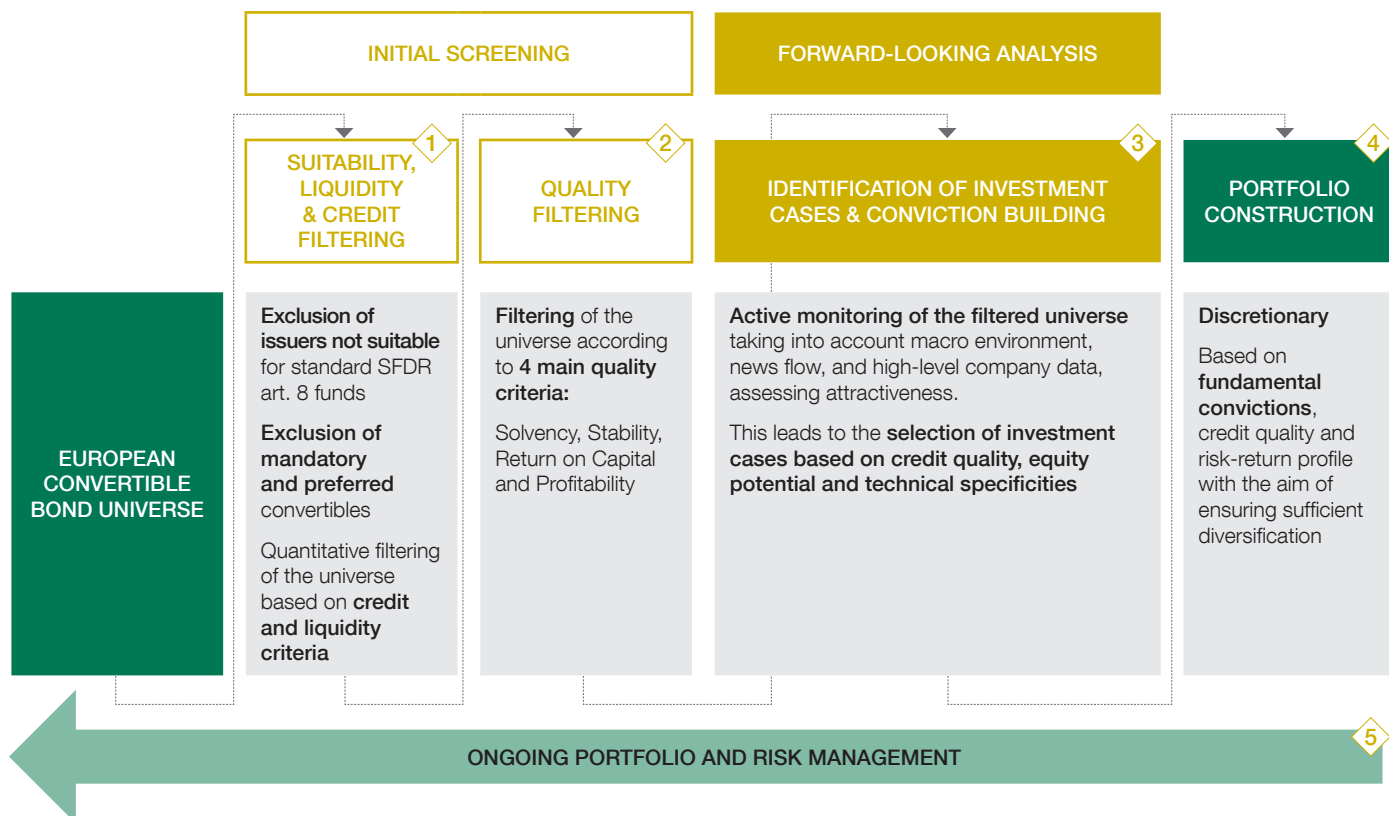 INITIAL SCREENING
FORWARD-LOOKING ANALYSIS
1
SUITABILITY,
LIQUIDITY
& CREDIT
FILTERING
2
QUALITY
FILTERING
3
IDENTIFICATION OF INVESTMENT
CASES & CONVICTION BUILDING
4
PORTFOLIO
CONSTRUCTION
EUROPEAN
CONVERTIBLE
BOND UNIVERSE
Exclusion of
issuers not suitable
for standard SFDR
art. 8 funds
Exclusion of
mandatory
and preferred
convertibles
Quantitative filtering
of the universe
based on credit
and liquidity
criteria
Filtering of the
universe according
to 4 main quality
criteria:
Solvency, Stability,
Return on Capital
and Profitability
Active monitoring of the filtered universe
taking into account macro environment,
news flow, and high-level company data,
assessing attractiveness.
This leads to the selection of investment
cases based on credit quality, equity
potential and technical specificities
Discretionary
Based on
fundamental
convictions,
credit quality and
risk-return profile
with the aim of
ensuring sufficient
diversification
5
ONGOING PORTFOLIO AND RISK MANAGEMENT